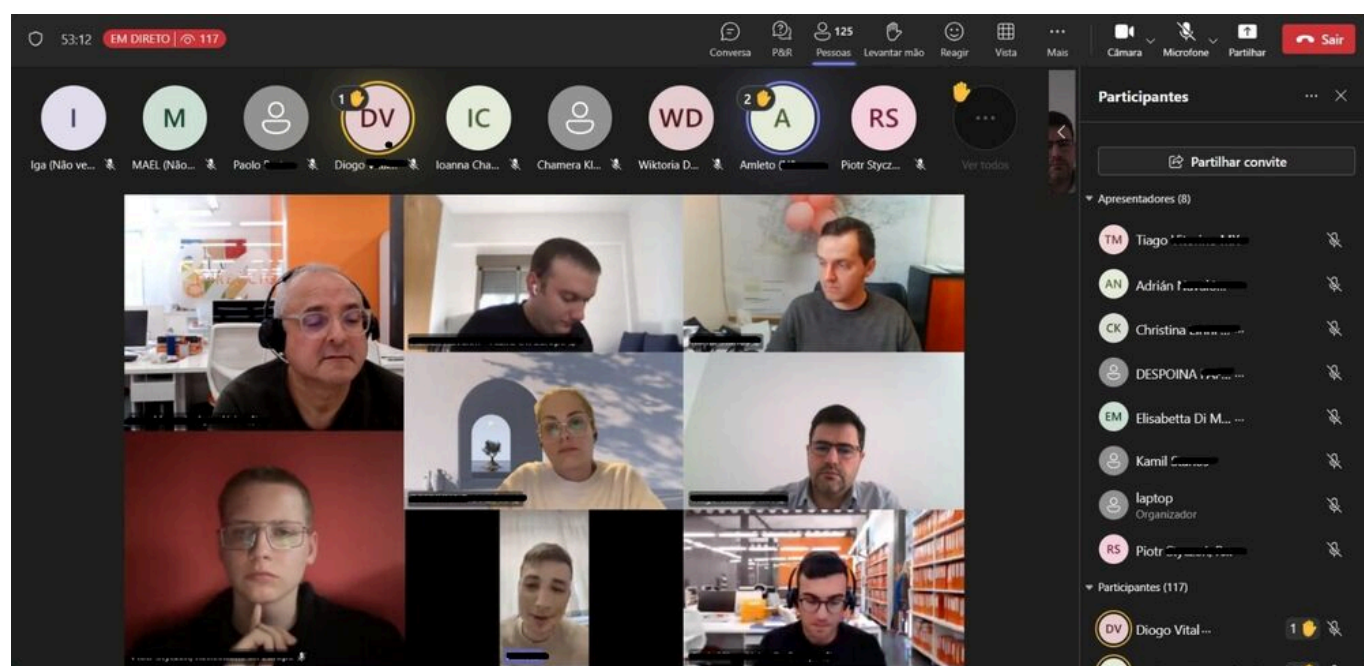 53:12 EM DIRETO | 117
Conversa P&R Pessoas 125 Levantar mão Reagir Vista Mais Câmara Microfone Partilhar Sair
I M 1 DV IC WD 2 A RS ...
Iga (Não ve... MAEL (Não... Paolo Diogo Ioanna Cha... Chamera Kl... Wiktoria D... Amleto ( Piotr Stycz... Ver todos
Participantes
Partilhar convite
Apresentadores (8)
TM Tiago
AN Adrián
CK Christina
DESPOINA
EM Elisabetta Di M... ...
Kamil
laptop
Organizador
RS Piotr
Participantes (117)
DV Diogo Vital ... 1